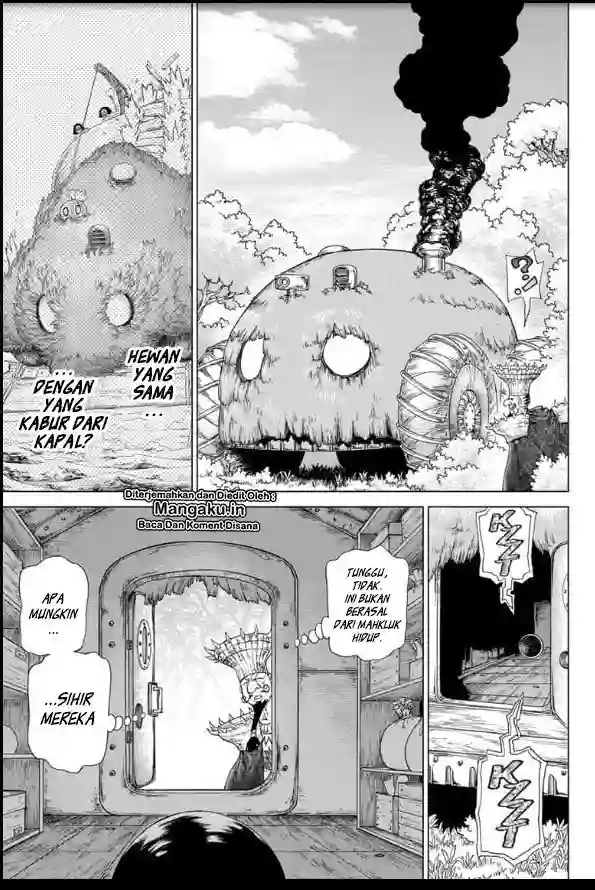 ?!
HEWAN
YANG
SAMA
...
...
DENGAN
YANG
KABUR DARI
KAPAL?
Diterjemahkan dan Diedit Oleh :
Mangaku.in
Baca Dan Koment Disana
KZZT
TUNGGU,
TIDAK.
INI BUKAN
BERASAL
DARI MAHKLUK
HIDUP.
APA
MUNGKIN
...
...SIHIR
MEREKA
KZZT